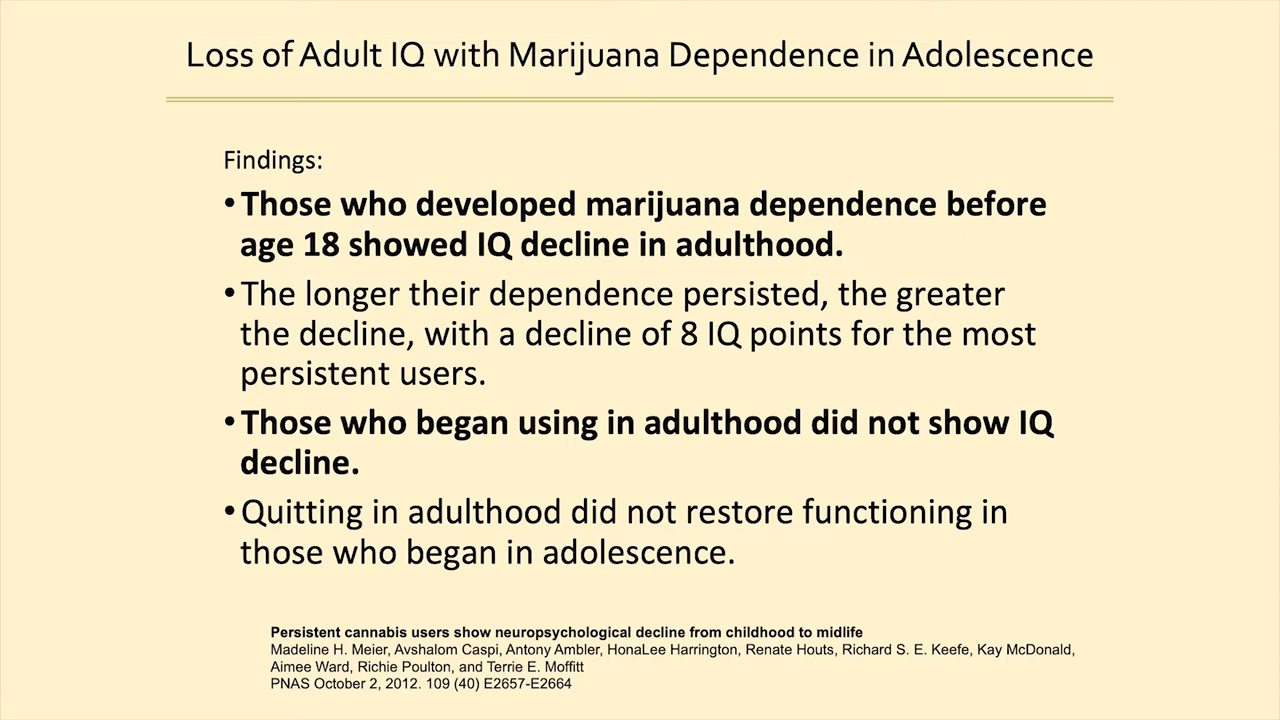 Loss of Adult IQ with Marijuana Dependence in Adolescence
Findings:
•Those who developed marijuana dependence before
age 18 showed IQ decline in adulthood.
•The longer their dependence persisted, the greater
the decline, with a decline of 8 IQ points for the most
persistent users.
•Those who began using in adulthood did not show IQ
decline.
•Quitting in adulthood did not restore functioning in
those who began in adolescence.
Persistent cannabis users show neuropsychological decline from childhood to midlife
Madeline H. Meier, Avshalom Caspi, Antony Ambler, HonaLee Harrington, Renate Houts, Richard S. E. Keefe, Kay McDonald,
Aimee Ward, Richie Poulton, and Terrie E. Moffitt
PNAS October 2, 2012. 109 (40) E2657-E2664